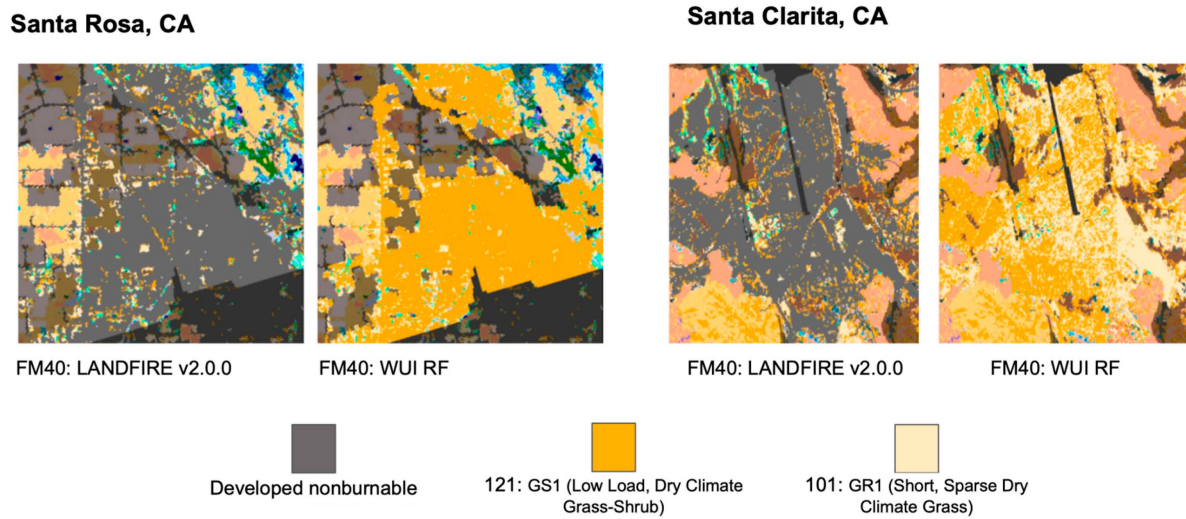 Santa Rosa, CA
Santa Clarita, CA
FM40: LANDFIRE v2.0.0
FM40: WUI RF
FM40: LANDFIRE v2.0.0
FM40: WUI RF
Developed nonburnable
121: GS1 (Low Load, Dry Climate
Grass-Shrub)
101: GR1 (Short, Sparse Dry
Climate Grass)